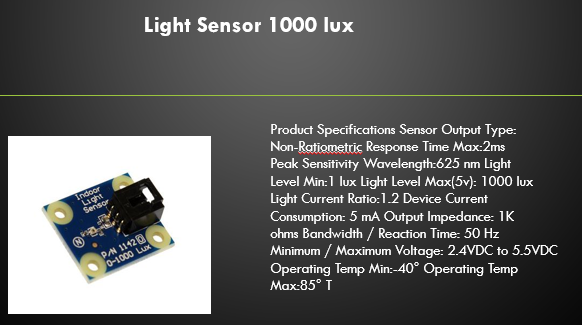 Light Sensor 1000 lux
Product Specifications Sensor Output Type:
Non-Ratiometric Response Time Max:2ms
Peak Sensitivity Wavelength:625 nm Light
Level Min:1 lux Light Level Max(5v): 1000 lux
Light Current Ratio:1.2 Device Current
Consumption: 5 mA Output Impedance: 1K
ohms Bandwidth / Reaction Time: 50 Hz
Minimum / Maximum Voltage: 2.4VDC to 5.5VDC
Operating Temp Min:-40° Operating Temp
Max:85° T
Indoor
Light
Sensor
N
P/N 1142
0-1000 Lux